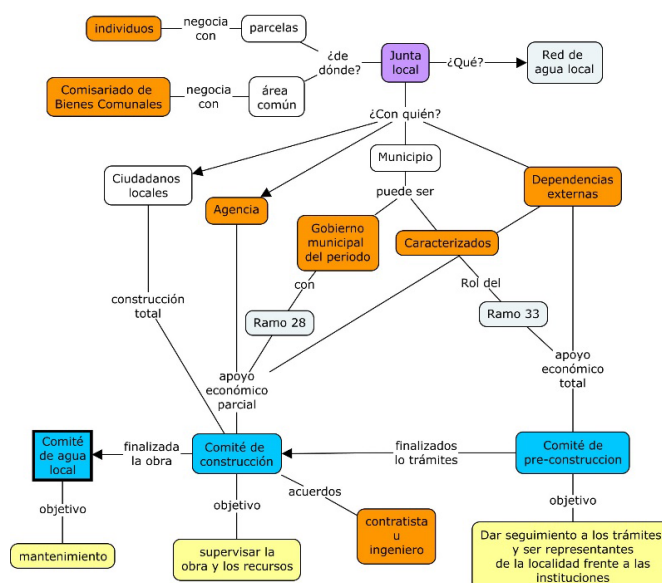 individuos
negocia
con
parcelas
¿de
dónde?
Junta
local
¿Qué?
Red de
agua local
Comisariado de
Bienes Comunales
negocia
con
área
común
¿Con quién?
Ciudadanos
locales
Municipio
Dependencias
externas
Agencia
puede ser
Gobierno
municipal
del periodo
Caracterizados
construcción
total
con
Rol del
Ramo 28
Ramo 33
apoyo
económico
parcial
apoyo
económico
total
Comité
de agua
local
finalizada
la obra
Comité de
construcción
finalizados
lo trámites
Comité de
pre-construccion
objetivo
objetivo
acuerdos
objetivo
mantenimiento
supervisar la
obra y los recursos
contratista
u
ingeniero
Dar seguimiento a los trámites
y ser representantes
de la localidad frente a las
instituciones